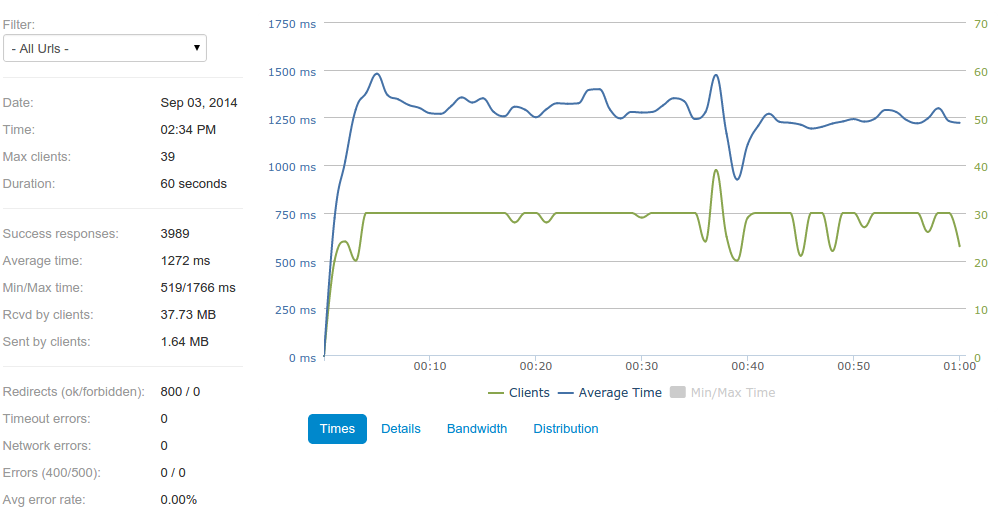 Filter:
- All Urls -
Date: Sep 03, 2014
Time: 02:34 PM
Max clients: 39
Duration: 60 seconds
Success responses: 3989
Average time: 1272 ms
Min/Max time: 519/1766 ms
Rcvd by clients: 37.73 MB
Sent by clients: 1.64 MB
Redirects (ok/forbidden): 800 / 0
Timeout errors: 0
Network errors: 0
Errors (400/500): 0 / 0
Avg error rate: 0.00%
1750 ms 70
1500 ms 60
1250 ms 50
1000 ms 40
750 ms 30
500 ms 20
250 ms 10
0 ms 0
00:10 00:20 00:30 00:40 00:50 01:00
Clients Average Time Min/Max Time
Times Details Bandwidth Distribution